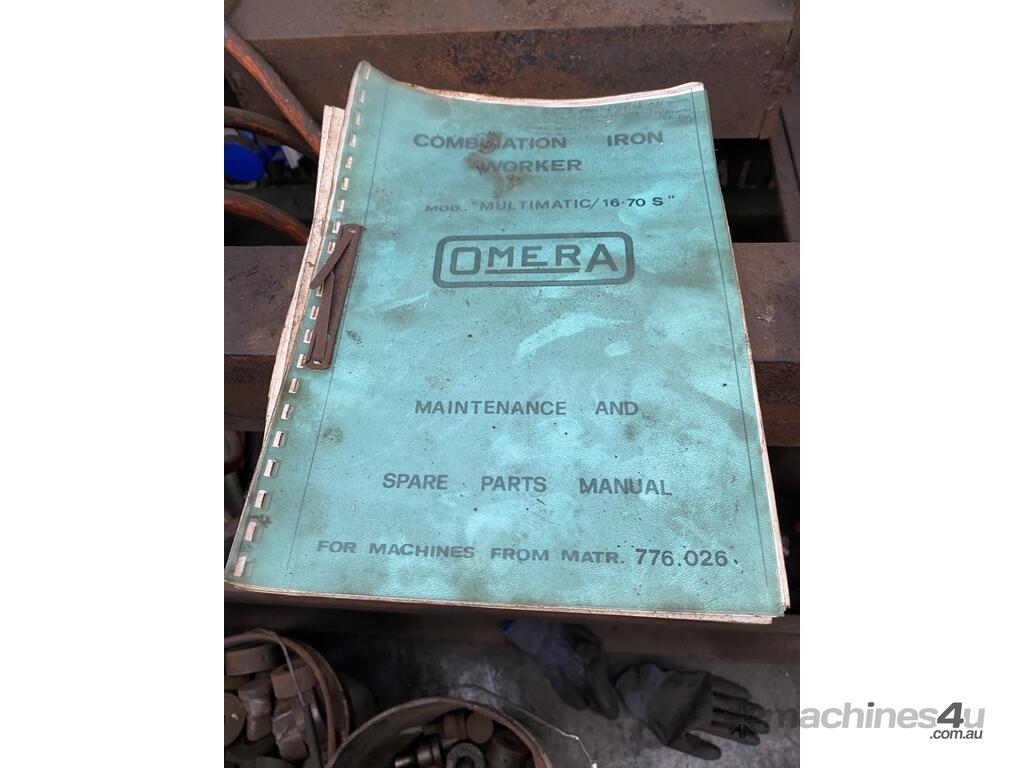 COMBINATION IRON
WORKER
MOD.. "MULTIMATIC/16·70 S"
OMERA
MAINTENANCE AND
SPARE PARTS MANUAL
FOR MACHINES FROM MATR. 776.026
machines4u
.com.au